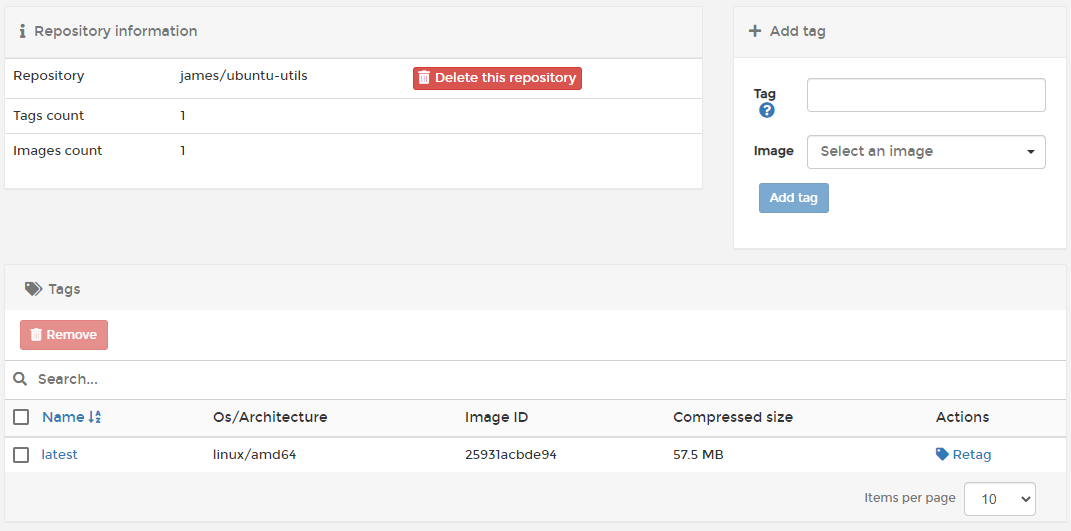 Repository information
Repository james/ubuntu-utils Delete this repository
Tags count 1
Images count 1
Add tag
Tag
Image Select an image
Add tag
Tags
Remove
Search...
Name Os/Architecture Image ID Compressed size Actions
latest linux/amd64 25931acbde94 57.5 MB Retag
Items per page 10